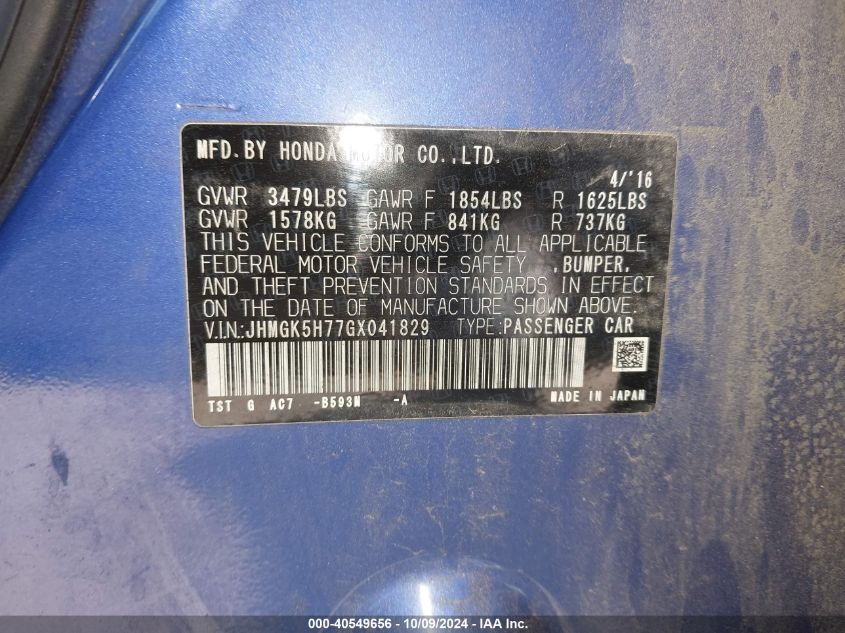 MFD.BY HONDA MOTOR CO.,LTD.
4/'16
GVWR 3479LBS GAWR F 1854LBS R 1625LBS
GVWR 1578KG GAWR F 841KG R 737KG
THIS VEHICLE CONFORMS TO ALL APPLICABLE
FEDERAL MOTOR VEHICLE SAFETY ,BUMPER,
AND THEFT PREVENTION STANDARDS IN EFFECT
ON THE DATE OF MANUFACTURE SHOWN ABOVE.
V.I.N.:JHMGK5H77GX041829 TYPE:PASSENGER CAR
TST G AC7 -B593M -A MADE IN JAPAN
000-40549656 - 10/09/2024 - IAA Inc.